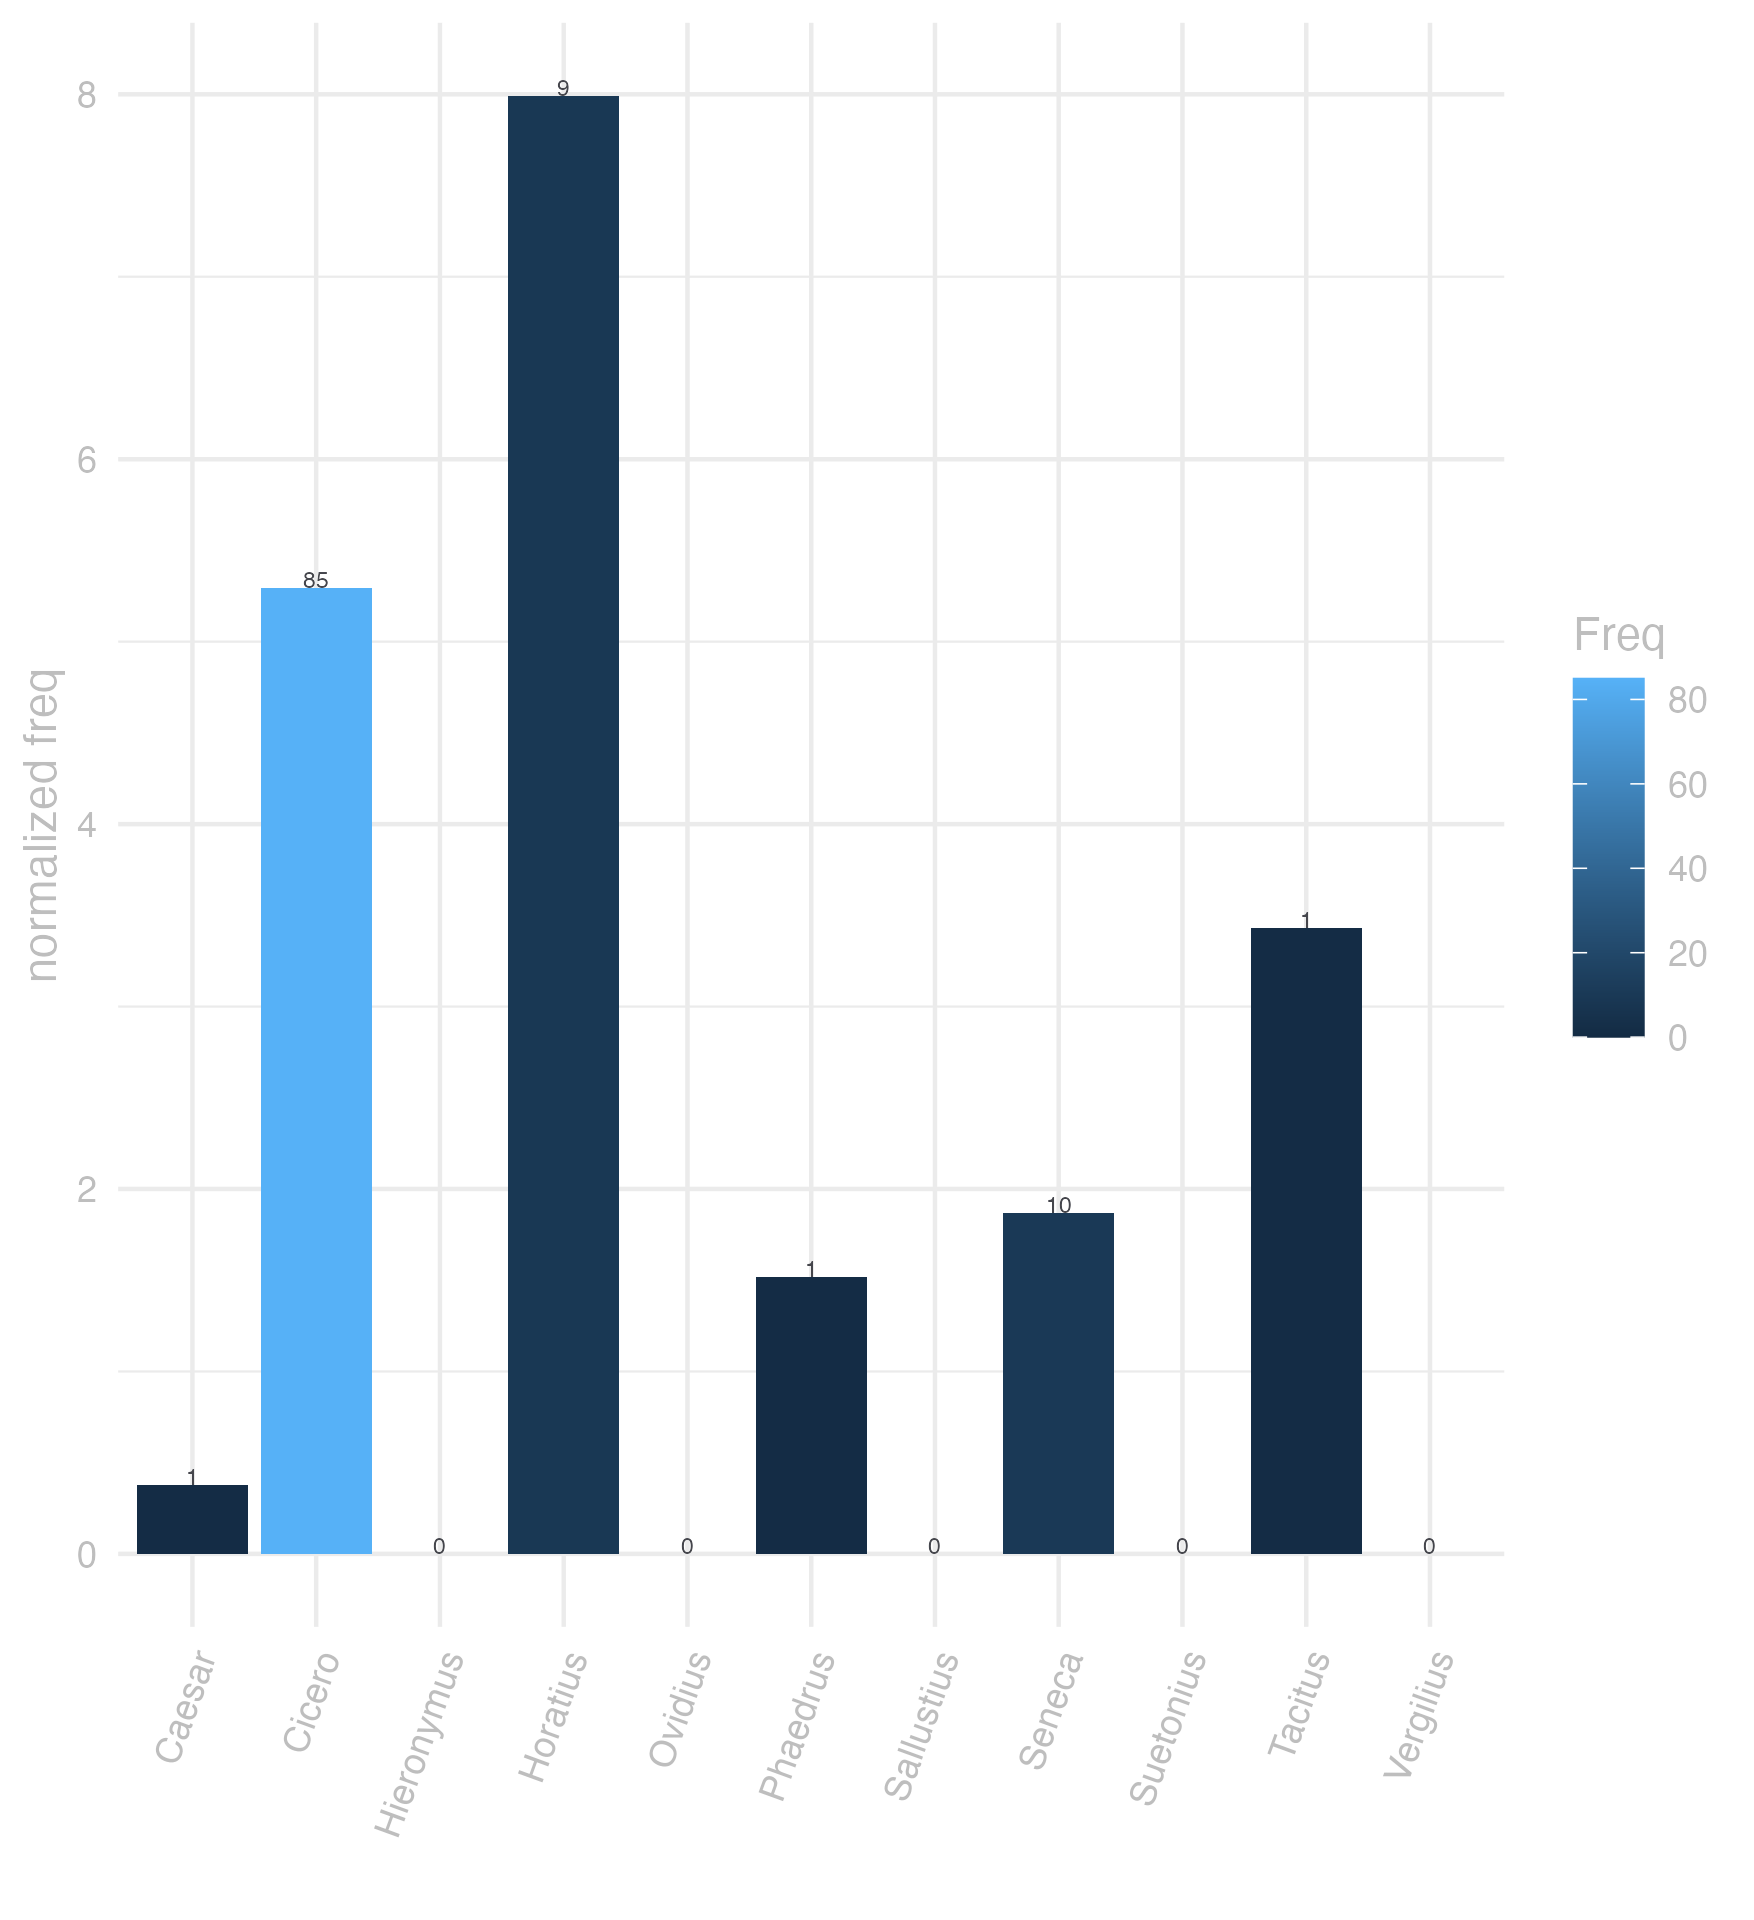 8
6
4
2
0
normalized freq
9
85
1
10
1
1
0
0
0
0
0
Caesar
Cicero
Hieronymus
Horatius
Ovidius
Phaedrus
Sallustius
Seneca
Suetonius
Tacitus
Vergilius
Freq
80
60
40
20
0